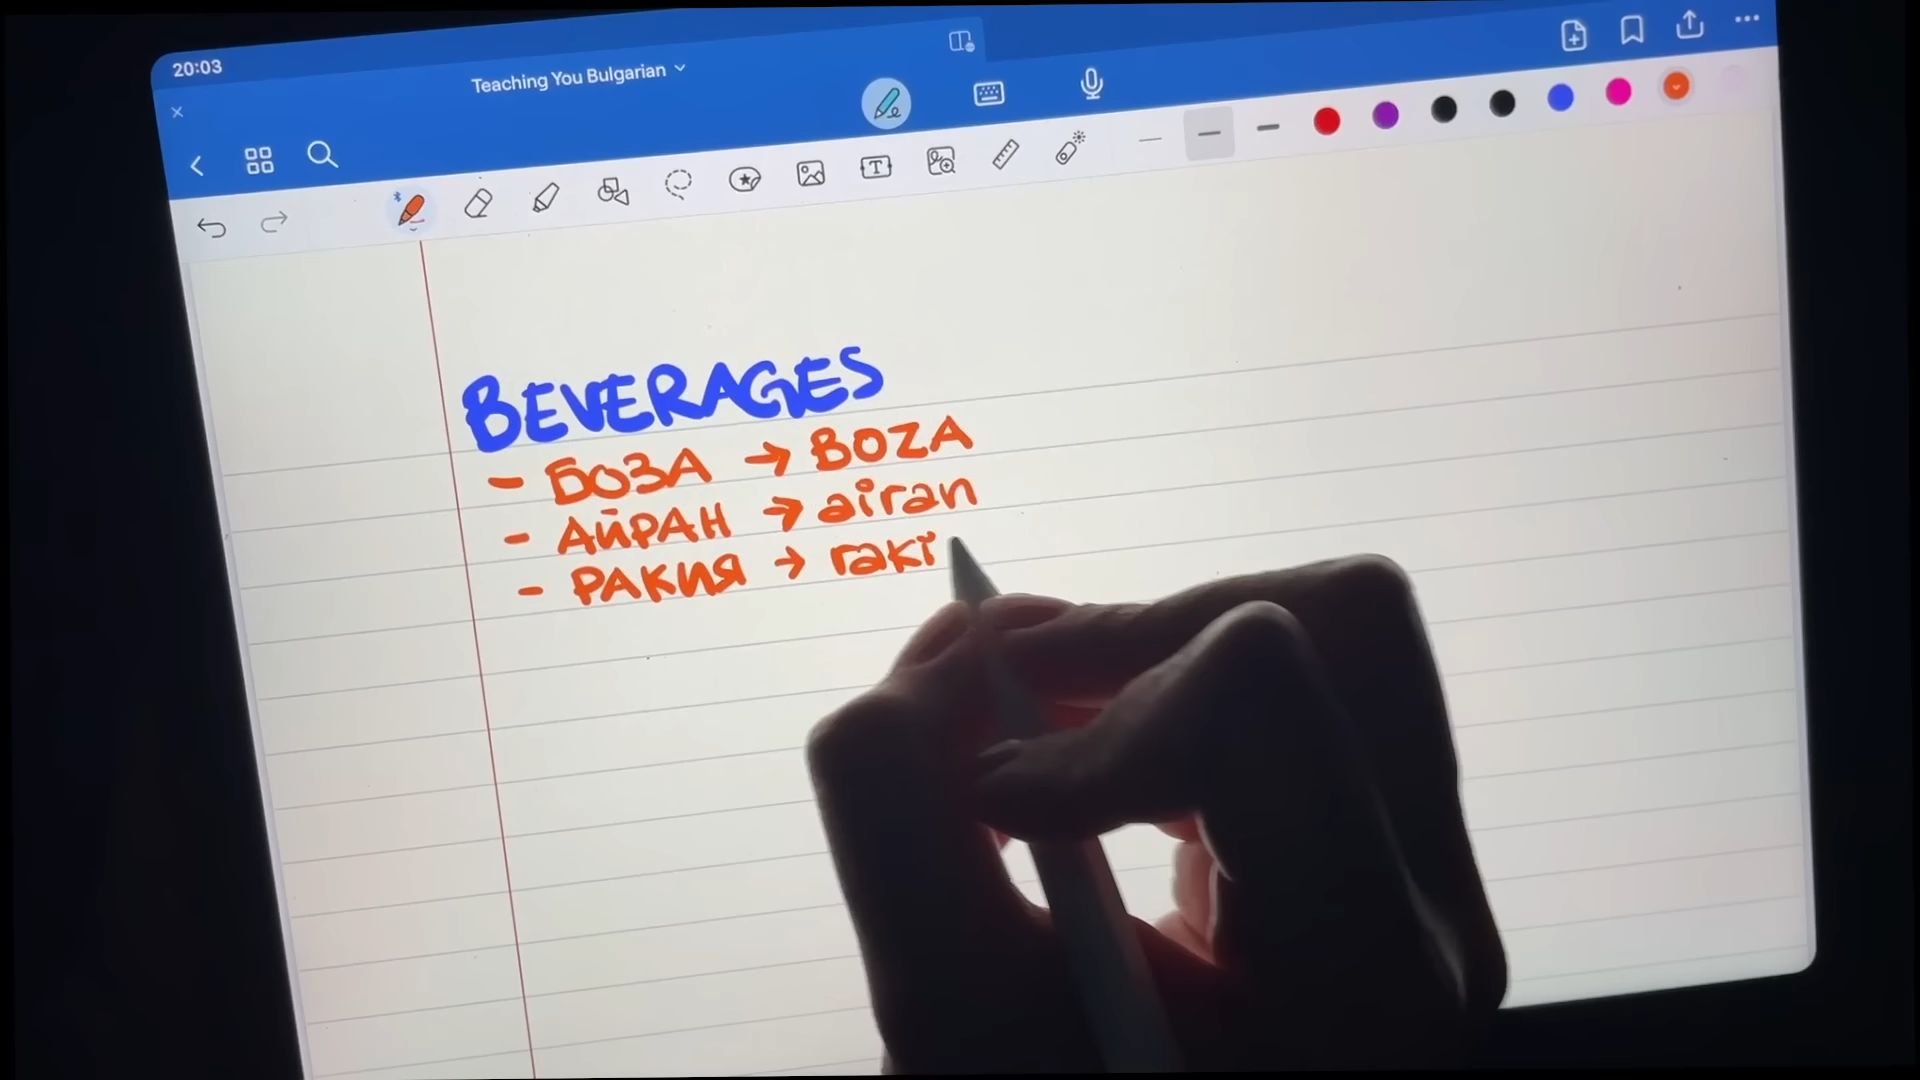 20:03
Teaching You Bulgarian
BEVERAGES
- БОЗА → BOZA
- АЙРАН → airan
- РАКИЯ → raki